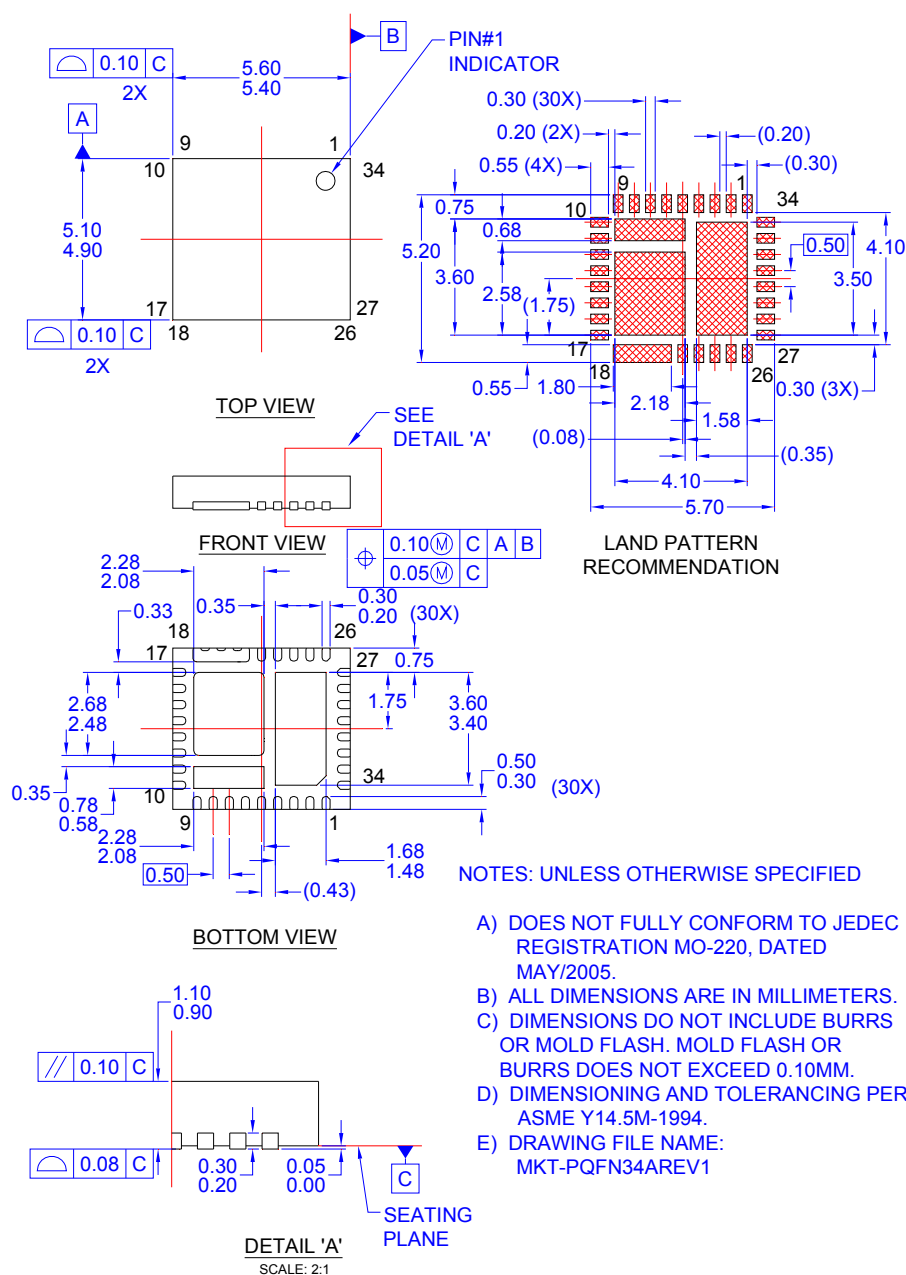 B
PIN#1
INDICATOR
0.10 C
2X
5.60
5.40
A
9
1
10
34
5.10
4.90
17
27
18
26
0.10 C
2X
TOP VIEW
0.30 (30X)
0.20 (2X)
(0.20)
0.55 (4X)
(0.30)
9
1
34
10
0.75
0.68
5.20
3.60
2.58
(1.75)
0.50
4.10
3.50
17
18
27
26
0.55
1.80
0.30 (3X)
2.18
1.58
(0.08)
(0.35)
4.10
5.70
LAND PATTERN
RECOMMENDATION
SEE
DETAIL 'A'
FRONT VIEW
0.10Ⓜ C A B
0.05Ⓜ C
2.28
2.08
0.33
0.35
0.30
0.20 (30X)
18
26
17
27
0.75
1.75
2.68
2.48
3.60
3.40
0.35
0.78
0.58
10
34
0.50
0.30 (30X)
9
1
2.28
2.08
1.68
1.48
0.50
(0.43)
BOTTOM VIEW
NOTES: UNLESS OTHERWISE SPECIFIED
A) DOES NOT FULLY CONFORM TO JEDEC
REGISTRATION MO-220, DATED
MAY/2005.
B) ALL DIMENSIONS ARE IN MILLIMETERS.
C) DIMENSIONS DO NOT INCLUDE BURRS
OR MOLD FLASH. MOLD FLASH OR
BURRS DOES NOT EXCEED 0.10MM.
D) DIMENSIONING AND TOLERANCING PER
ASME Y14.5M-1994.
E) DRAWING FILE NAME:
MKT-PQFN34AREV1
1.10
0.90
// 0.10 C
0.08 C
0.30
0.20
0.05
0.00
C
SEATING
PLANE
DETAIL 'A'
SCALE: 2:1